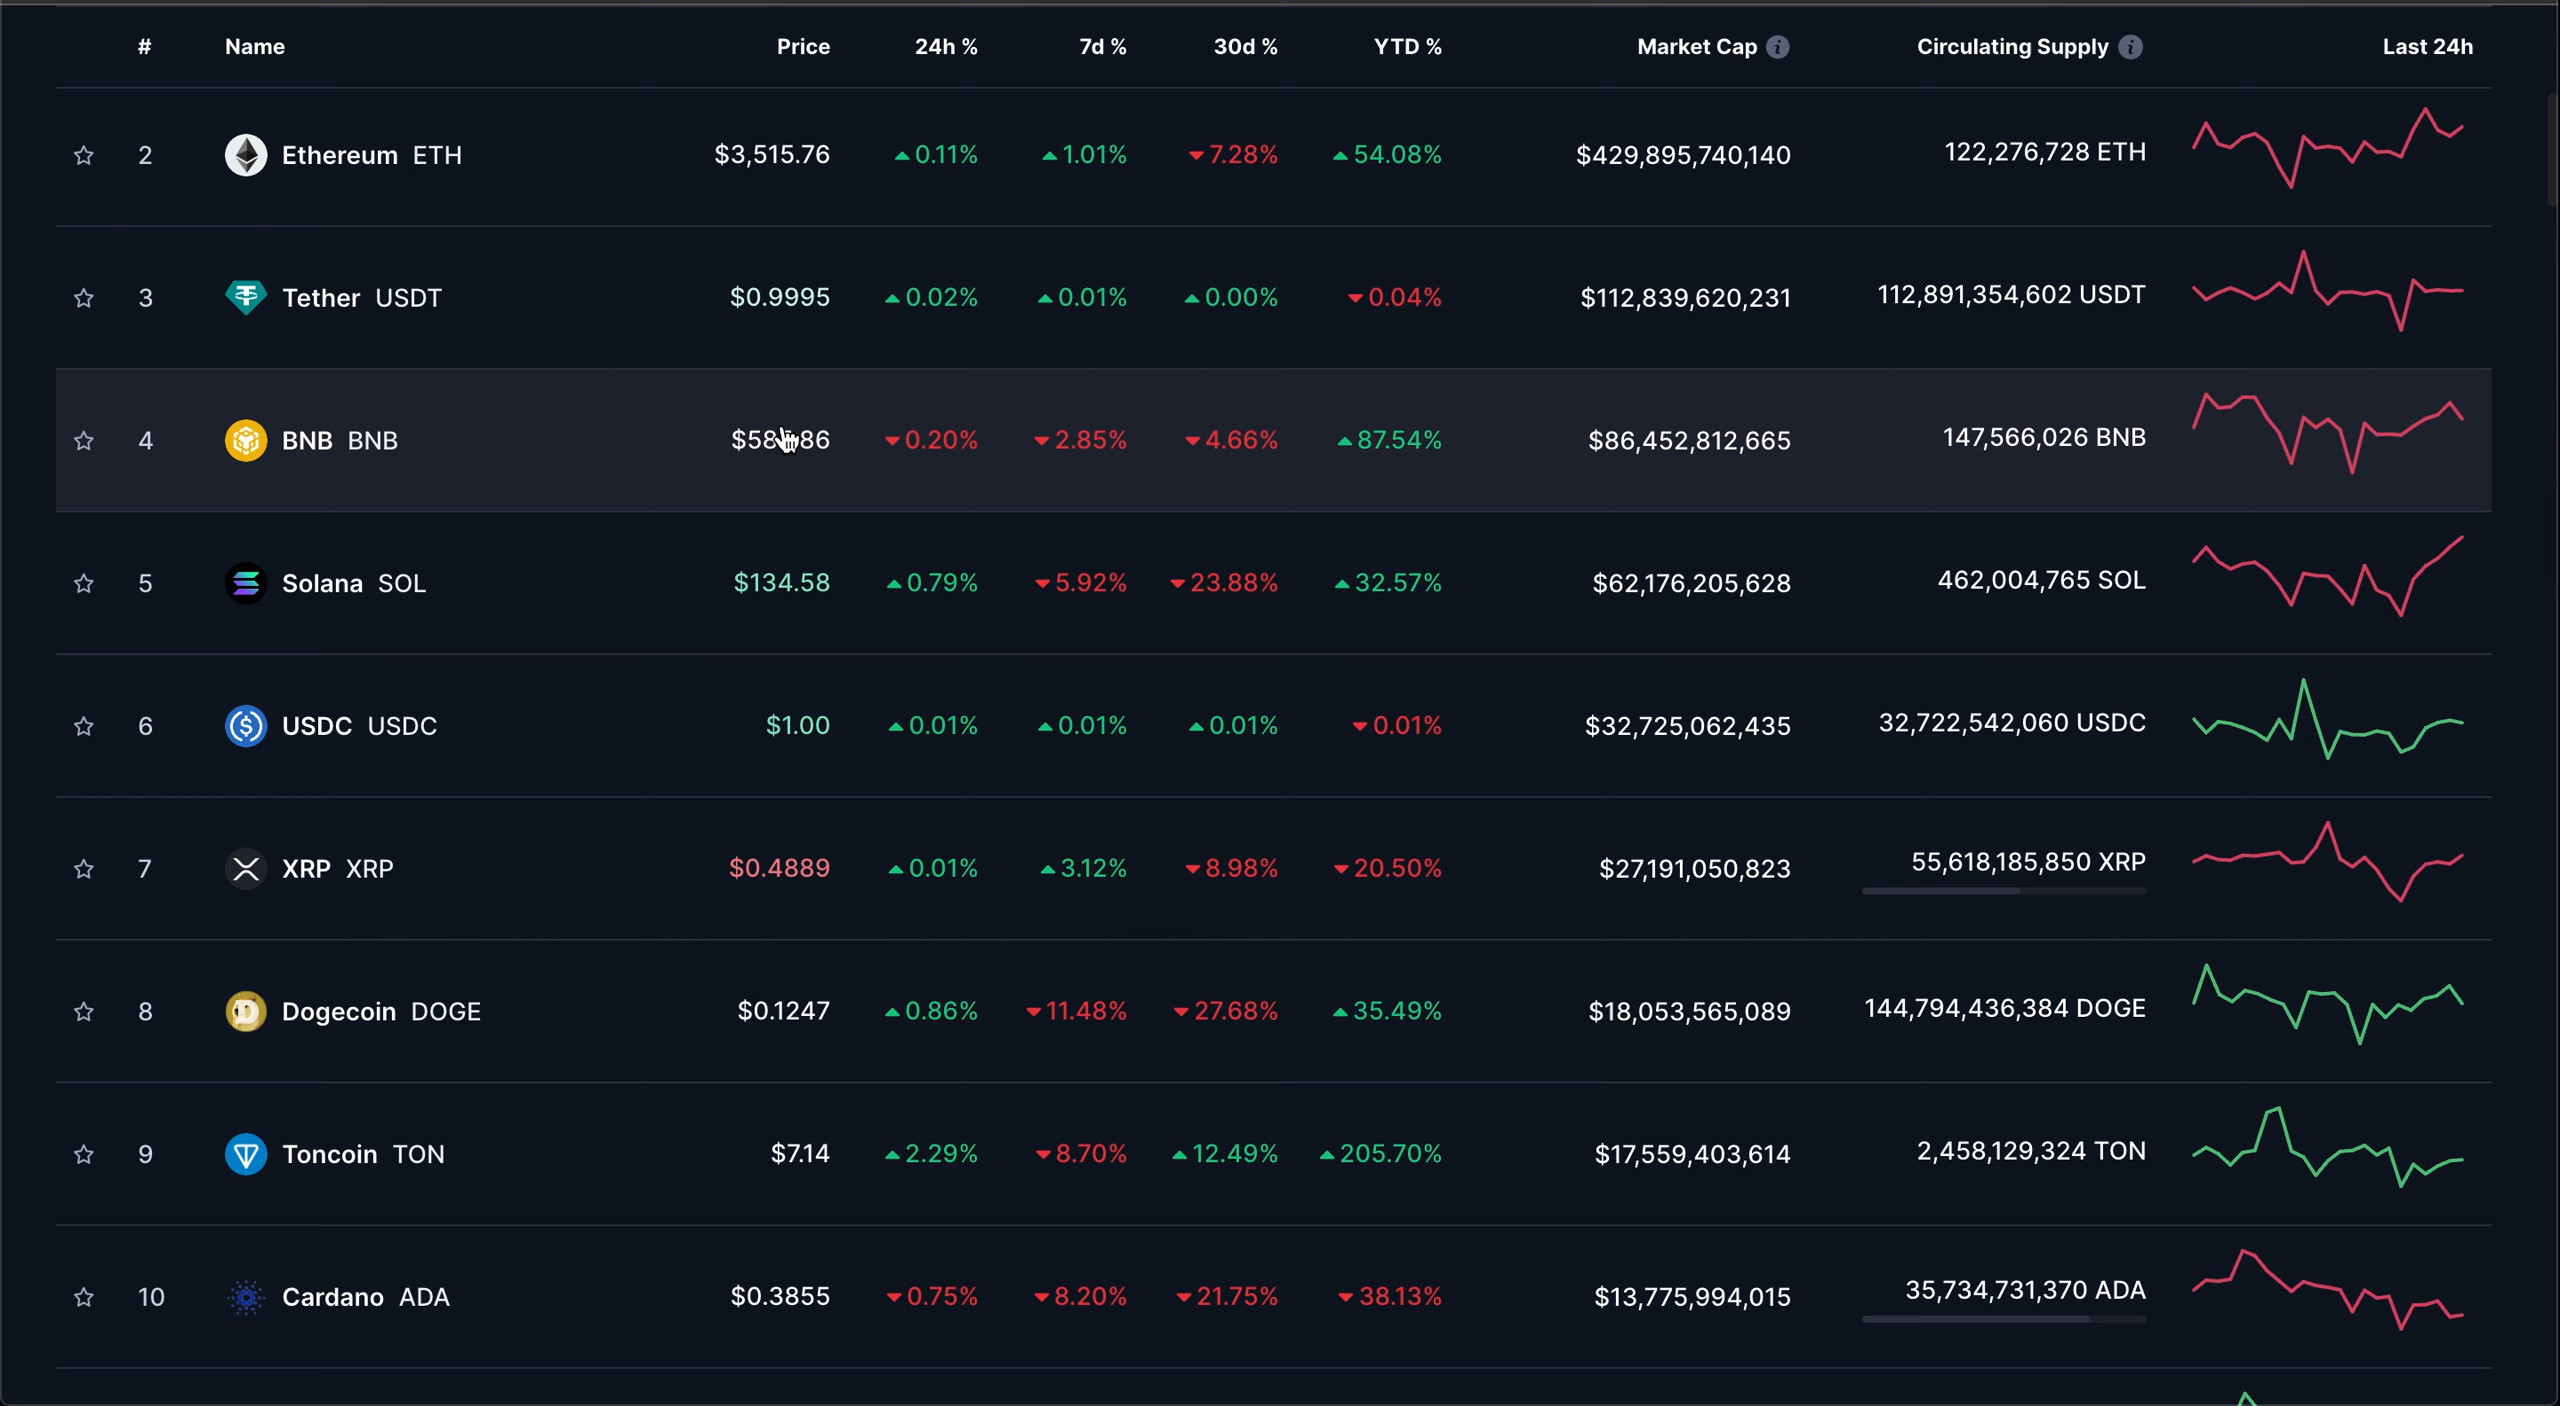 # Name Price 24h % 7d % 30d % YTD % Market Cap Circulating Supply Last 24h
2 Ethereum ETH $3,515.76 0.11% 1.01% 7.28% 54.08% $429,895,740,140 122,276,728 ETH
3 Tether USDT $0.9995 0.02% 0.01% 0.00% 0.04% $112,839,620,231 112,891,354,602 USDT
4 BNB BNB 0.20% 2.85% 4.66% 87.54% $86,452,812,665 147,566,026 BNB
5 Solana SOL $134.58 0.79% 5.92% 23.88% 32.57% $62,176,205,628 462,004,765 SOL
6 USDC USDC $1.00 0.01% 0.01% 0.01% 0.01% $32,725,062,435 32,722,542,060 USDC
7 XRP XRP $0.4889 0.01% 3.12% 8.98% 20.50% $27,191,050,823 55,618,185,850 XRP
8 Dogecoin DOGE $0.1247 0.86% 11.48% 27.68% 35.49% $18,053,565,089 144,794,436,384 DOGE
9 Toncoin TON $7.14 2.29% 8.70% 12.49% 205.70% $17,559,403,614 2,458,129,324 TON
10 Cardano ADA $0.3855 0.75% 8.20% 21.75% 38.13% $13,775,994,015 35,734,731,370 ADA